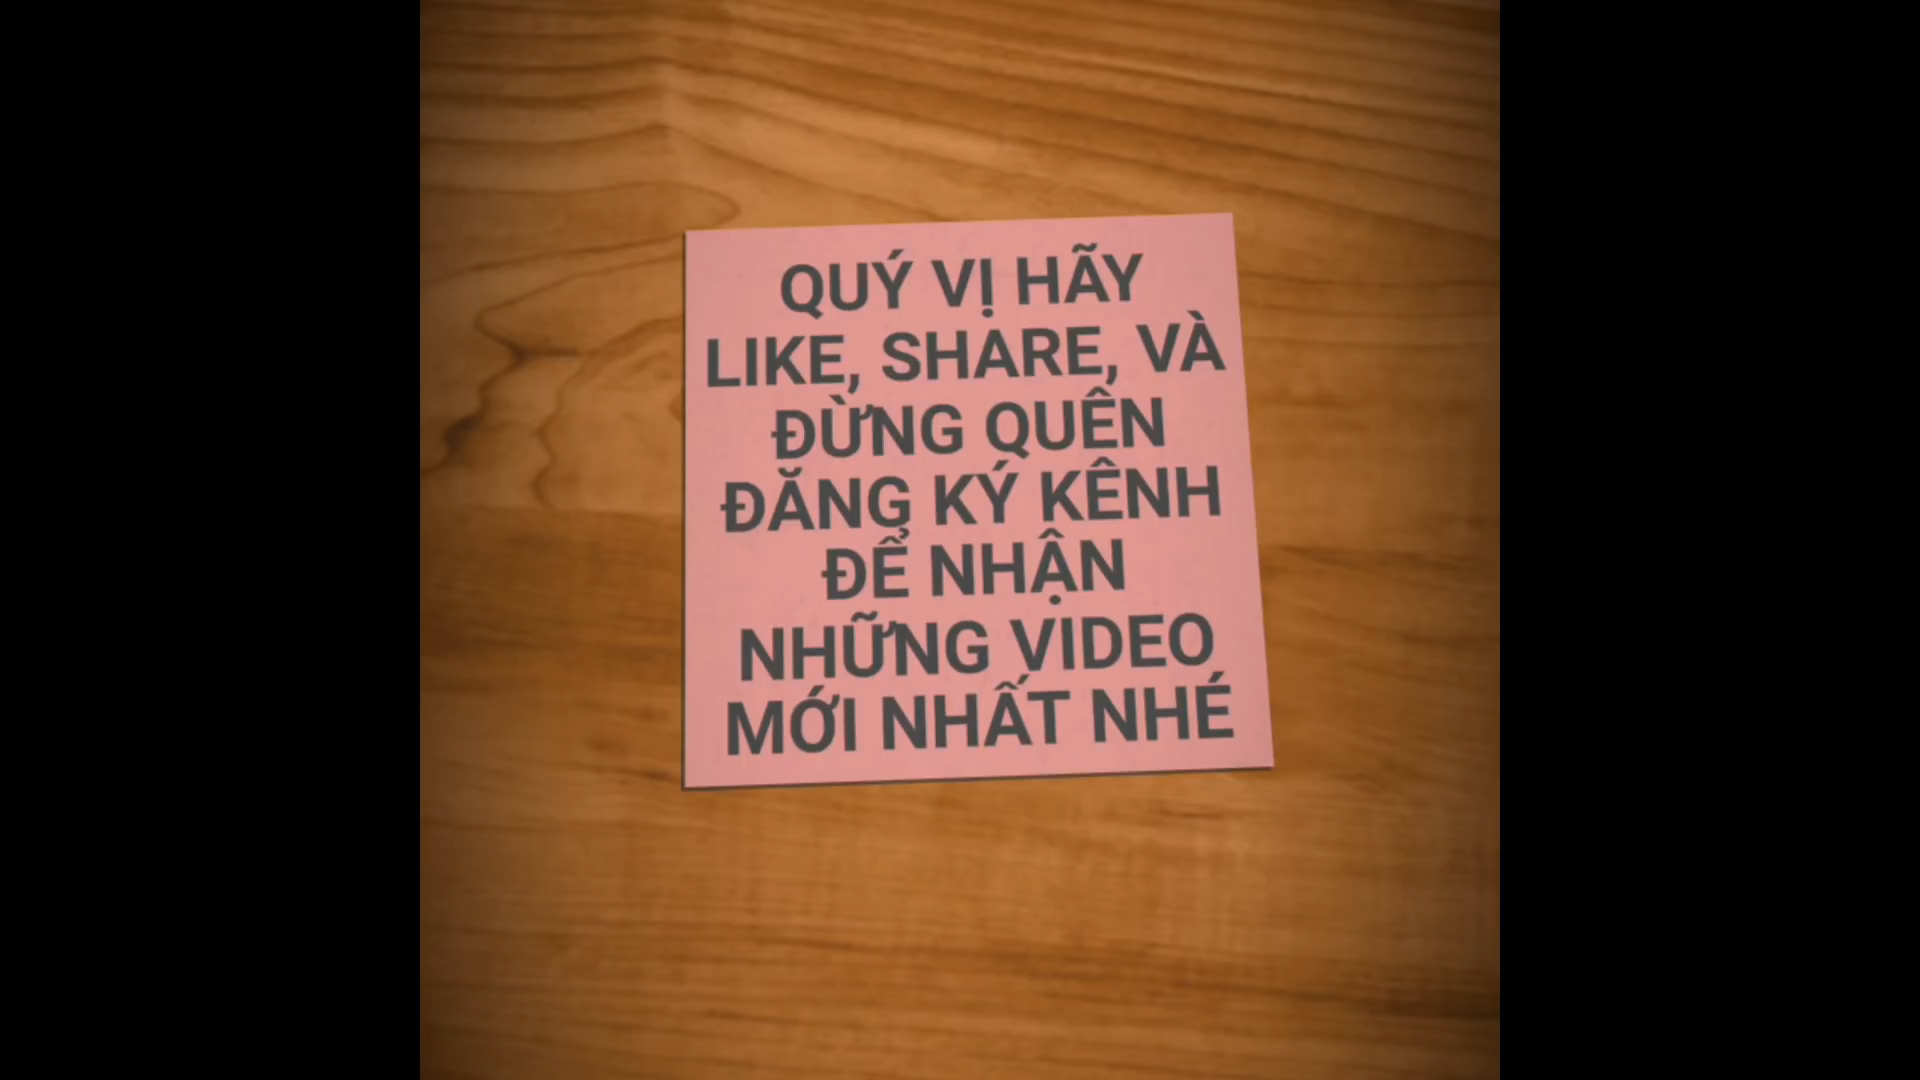 QUÝ VỊ HÃY
LIKE, SHARE, VÀ
ĐỪNG QUÊN
ĐĂNG KÝ KÊNH
ĐỂ NHẬN
NHỮNG VIDEO
MỚI NHẤT NHÉ